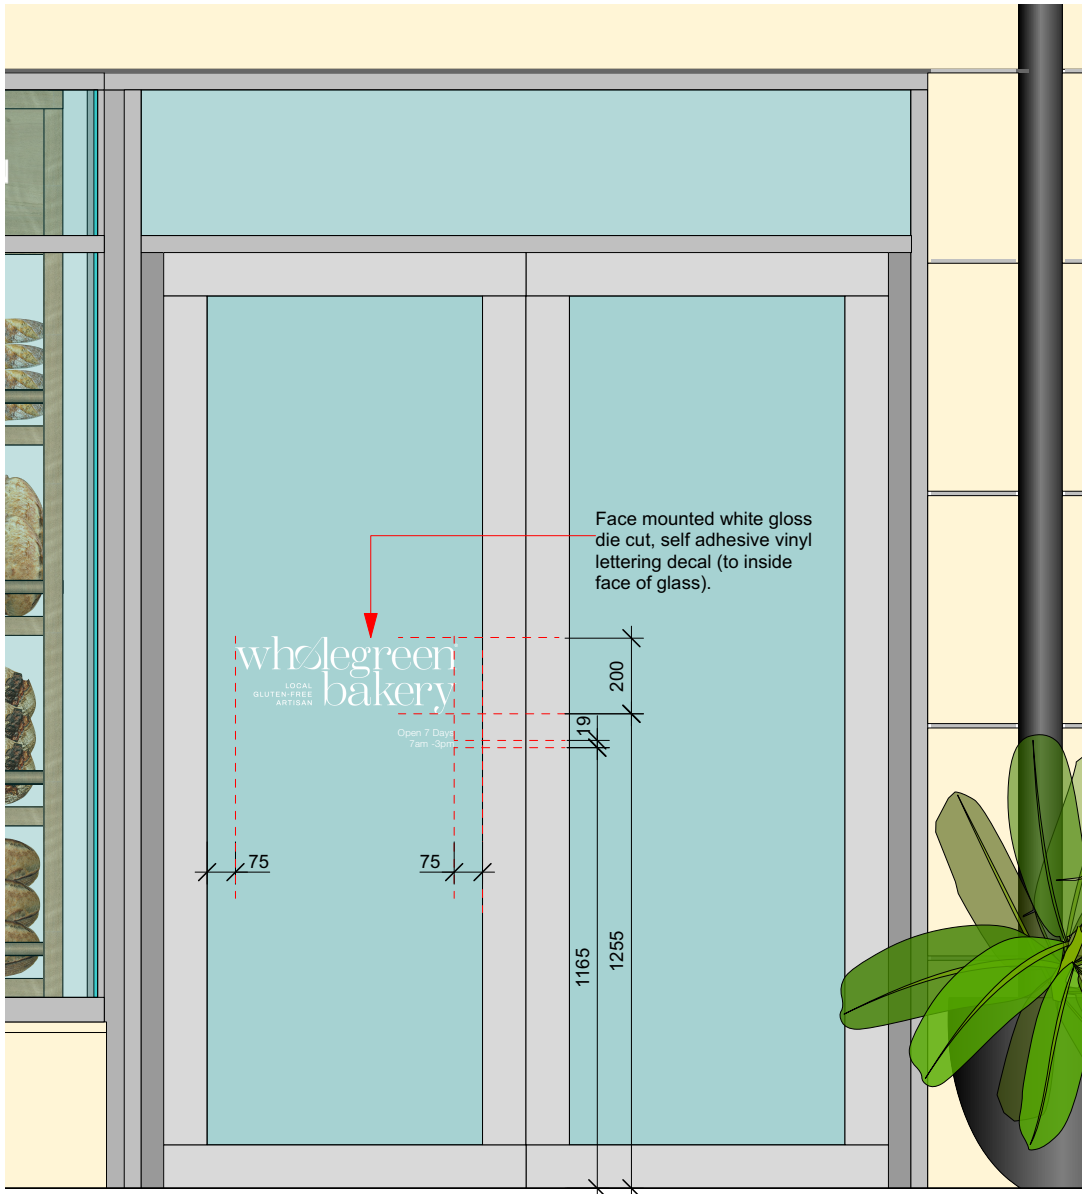 Face mounted white gloss
die cut, self adhesive vinyl
lettering decal (to inside
face of glass).
wholegreen
bakery
LOCAL
GLUTEN-FREE
ARTISAN
Open 7 Days
7am -3pm
200
19
75
75
1165
1255